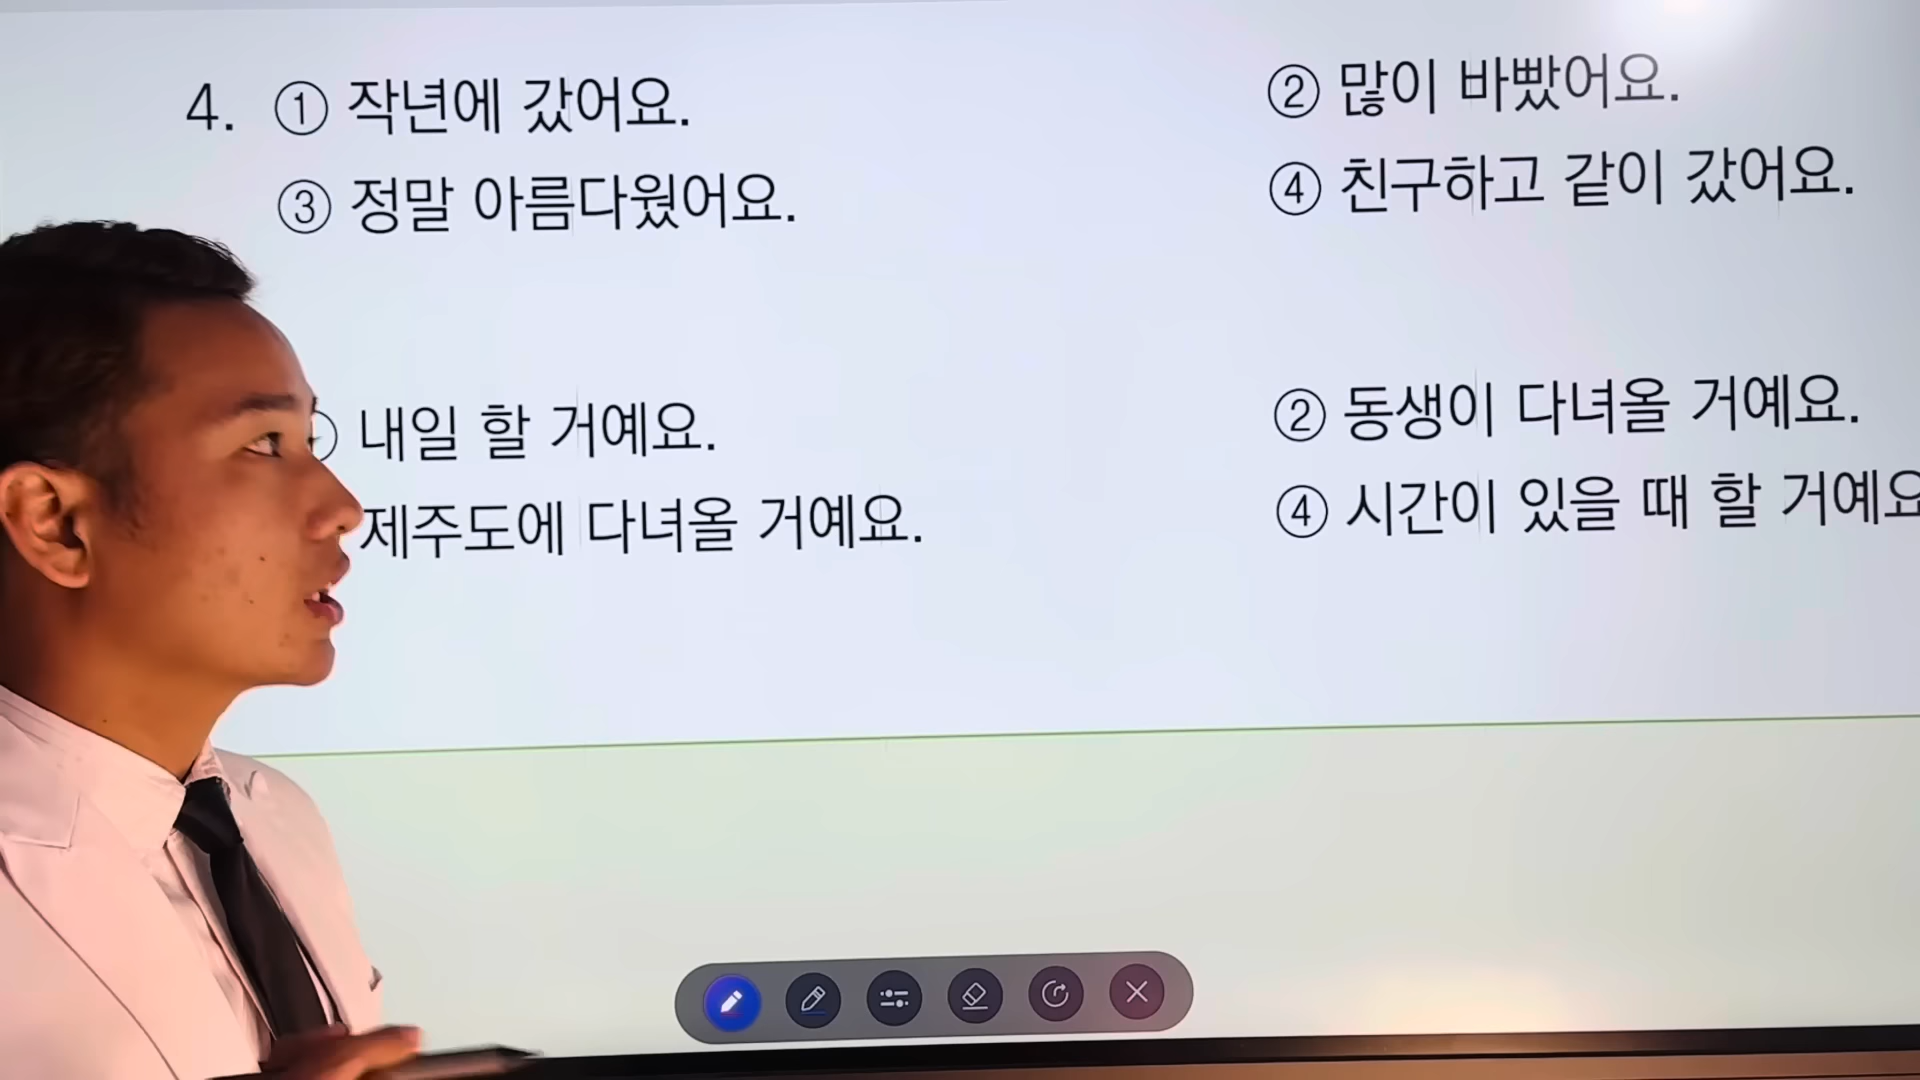 4. ① 작년에 갔어요. ② 많이 바빴어요.
③ 정말 아름다웠어요. ④ 친구하고 같이 갔어요.
내일 할 거예요. ② 동생이 다녀올 거예요.
제주도에 다녀올 거예요. ④ 시간이 있을 때 할 거예요